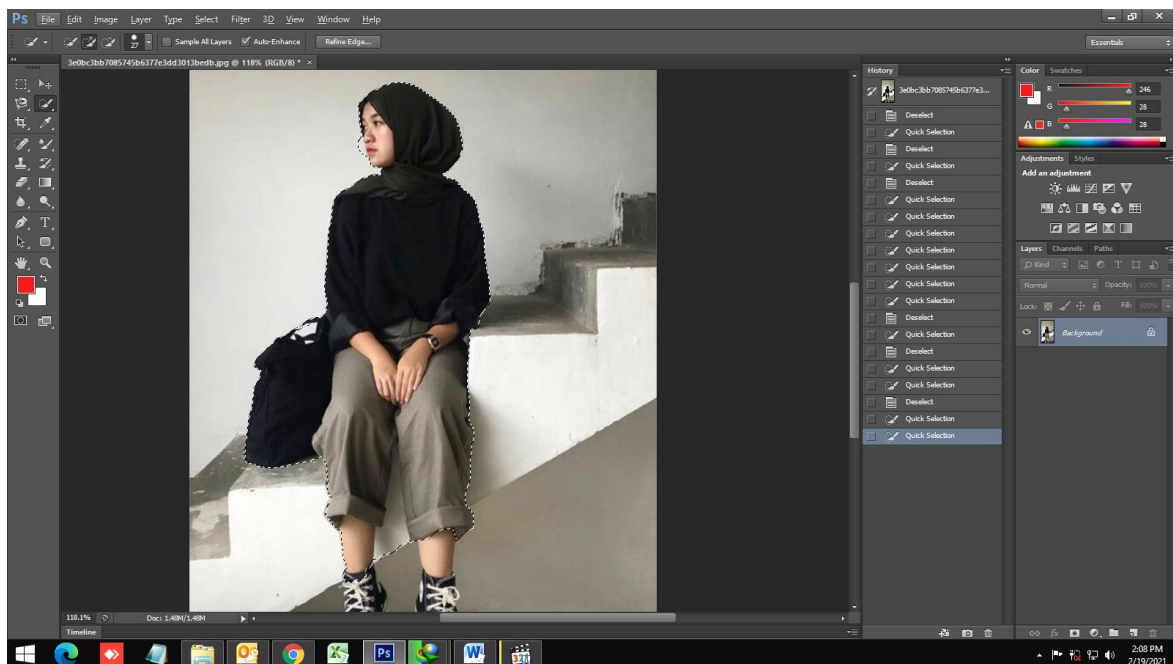 Ps File Edit Image Layer Type Select Filter 3D View Window Help
27 Sample All Layers Auto-Enhance Refine Edge... Essentials
3e0bc3bb7085745b6377e3dd3013bedb.jpg @ 118% (RGB/8) * ×
History
3e0bc3bb7085745b6377e3...
Deselect
Quick Selection
Deselect
Quick Selection
Deselect
Quick Selection
Quick Selection
Quick Selection
Quick Selection
Quick Selection
Quick Selection
Quick Selection
Deselect
Quick Selection
Deselect
Quick Selection
Quick Selection
Deselect
Quick Selection
Quick Selection
Color Swatches
R 246
G 28
B 28
Adjustments Styles
Add an adjustment
Layers Channels Paths
Kind
Normal Opacity: 100%
Lock: Fill: 100%
Background
118.1% Doc: 1.48M/1.48M
Timeline
Ps
321
2:08 PM
2/19/2021